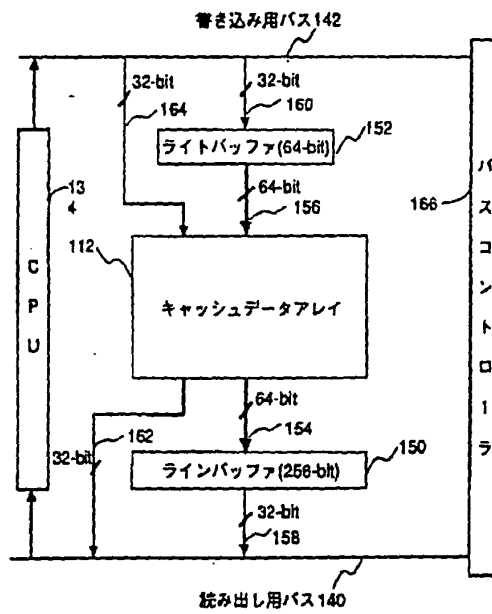 書き込み用バス142
32-bit
164
32-bit
160
ライトバッファ(64-bit)
152
134
CPU
64-bit
156
112
キャッシュデータアレイ
166
バスコントローラ
64-bit
154
162
32-bit
ラインバッファ(256-bit)
150
32-bit
158
読み出し用バス140